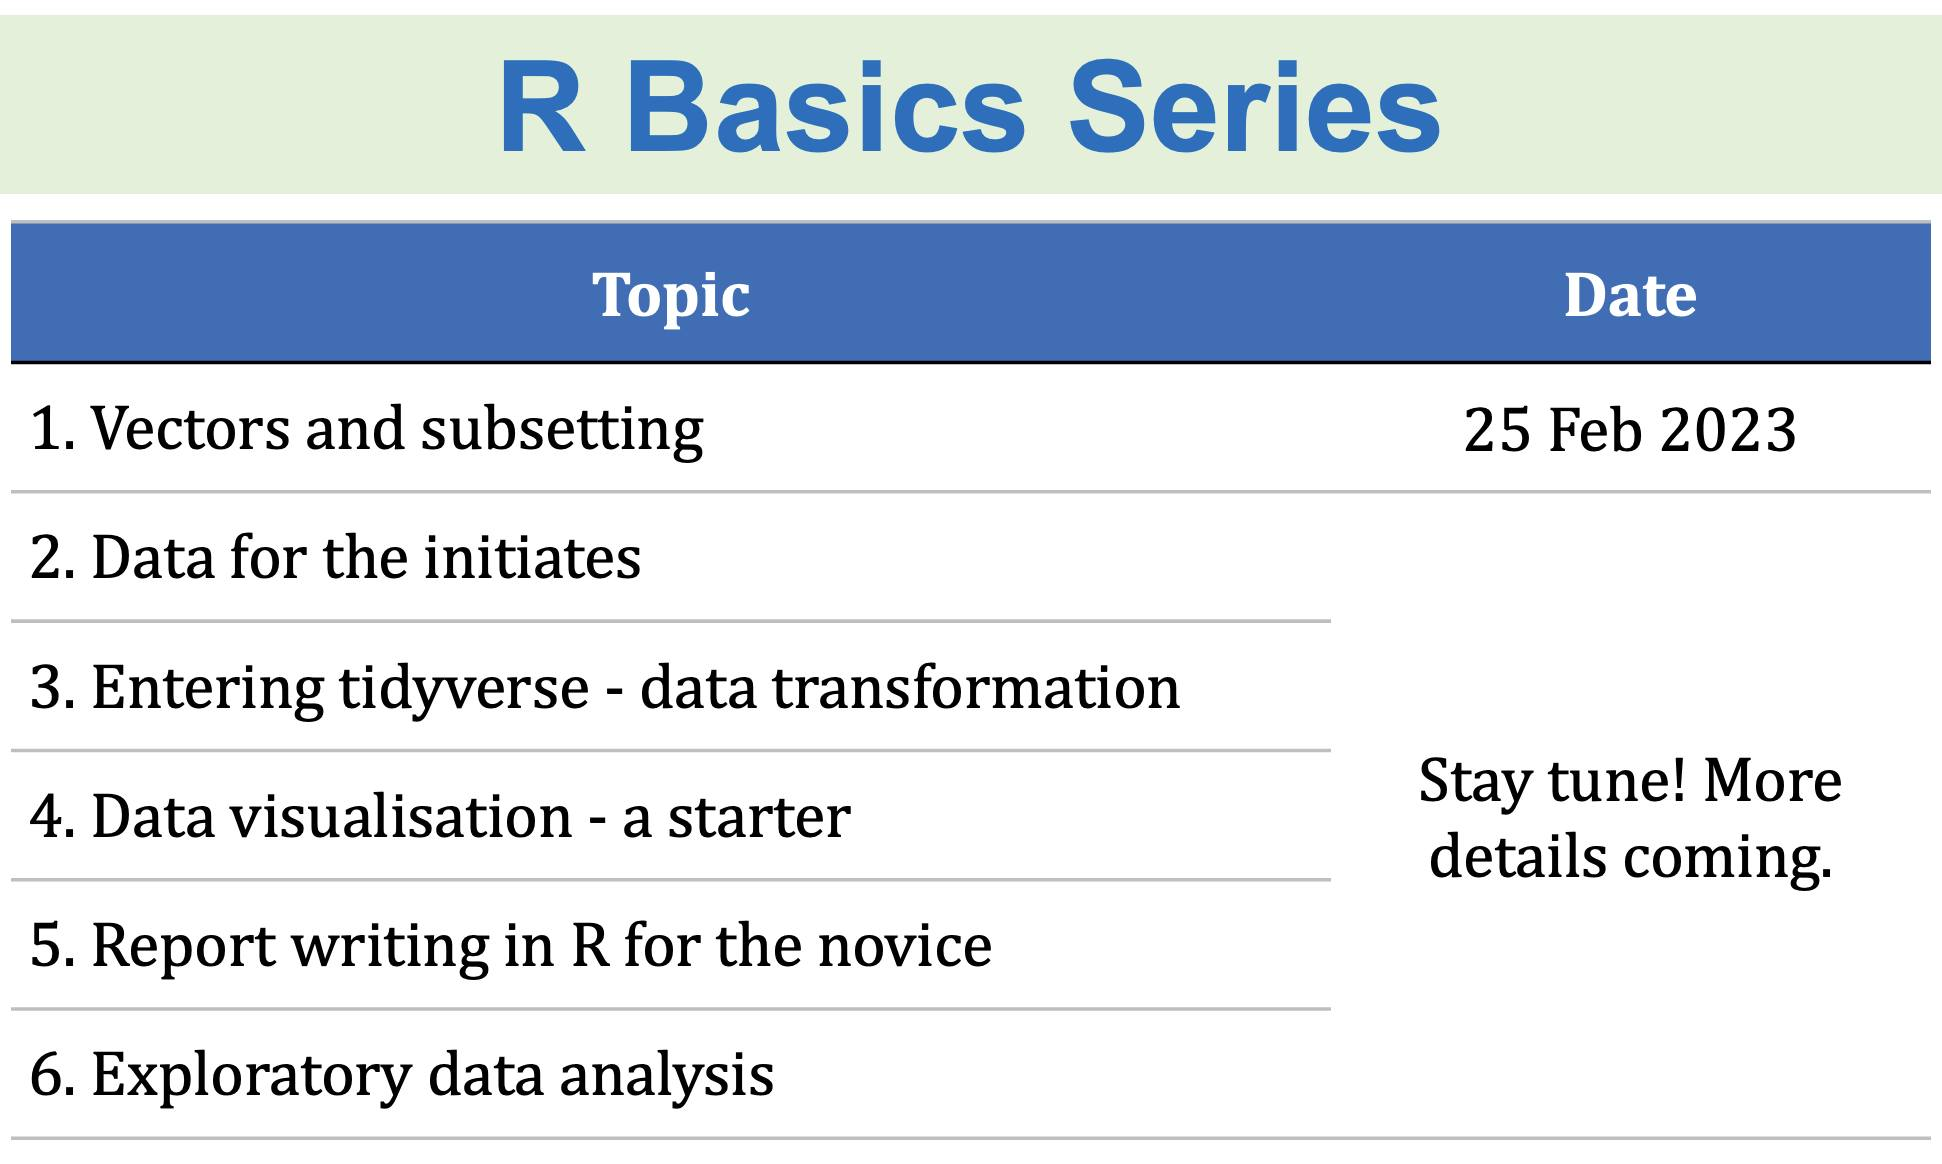 R Basics Series
Topic Date
1. Vectors and subsetting 25 Feb 2023
2. Data for the initiates
3. Entering tidyverse - data transformation
4. Data visualisation - a starter
5. Report writing in R for the novice
6. Exploratory data analysis
Stay tune! More
details coming.